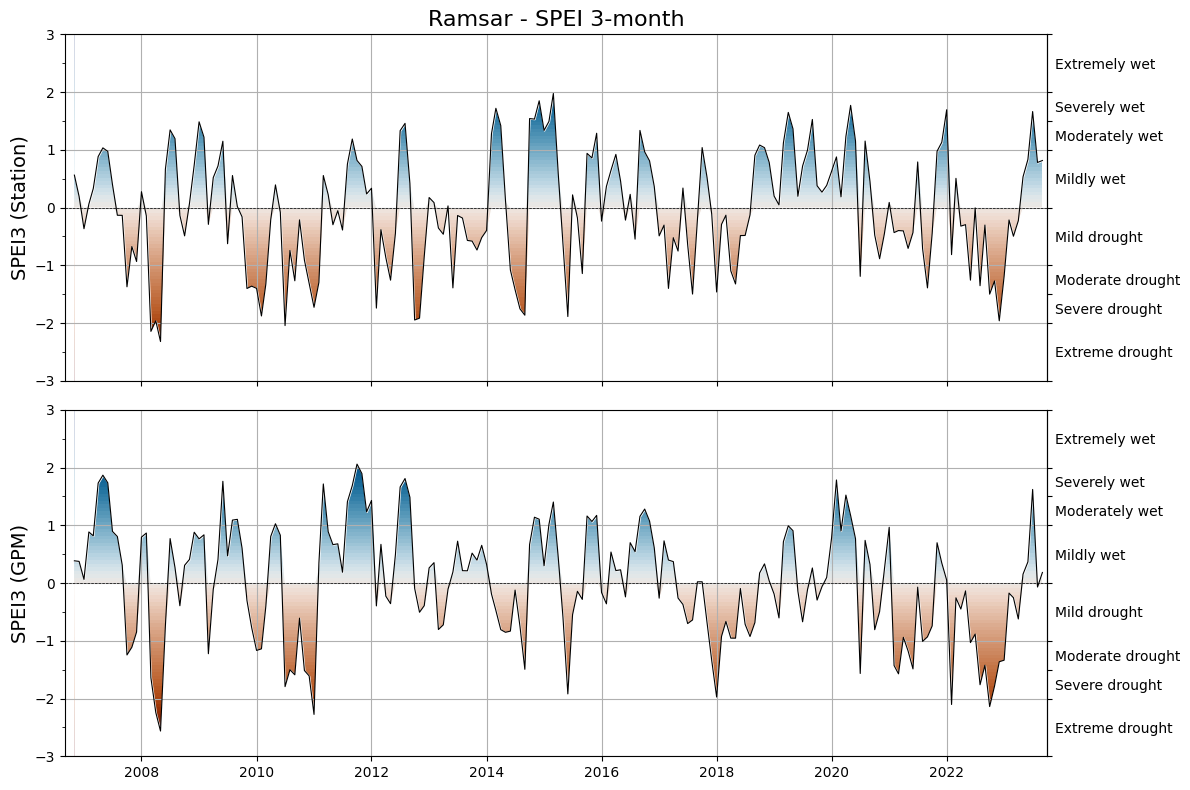 Ramsar - SPEI 3-month
SPEI3 (Station)
3
2
1
0
−1
−2
−3
Extremely wet
Severely wet
Moderately wet
Mildly wet
Mild drought
Moderate drought
Severe drought
Extreme drought
SPEI3 (GPM)
3
2
1
0
−1
−2
−3
Extremely wet
Severely wet
Moderately wet
Mildly wet
Mild drought
Moderate drought
Severe drought
Extreme drought
2008 2010 2012 2014 2016 2018 2020 2022